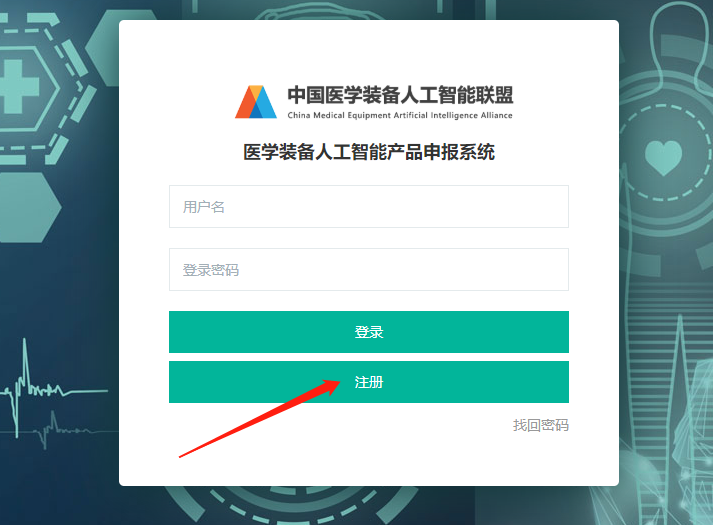 中国医学装备人工智能联盟
China Medical Equipment Artificial Intelligence Alliance
医学装备人工智能产品申报系统
用户名
登录密码
登录
注册
找回密码